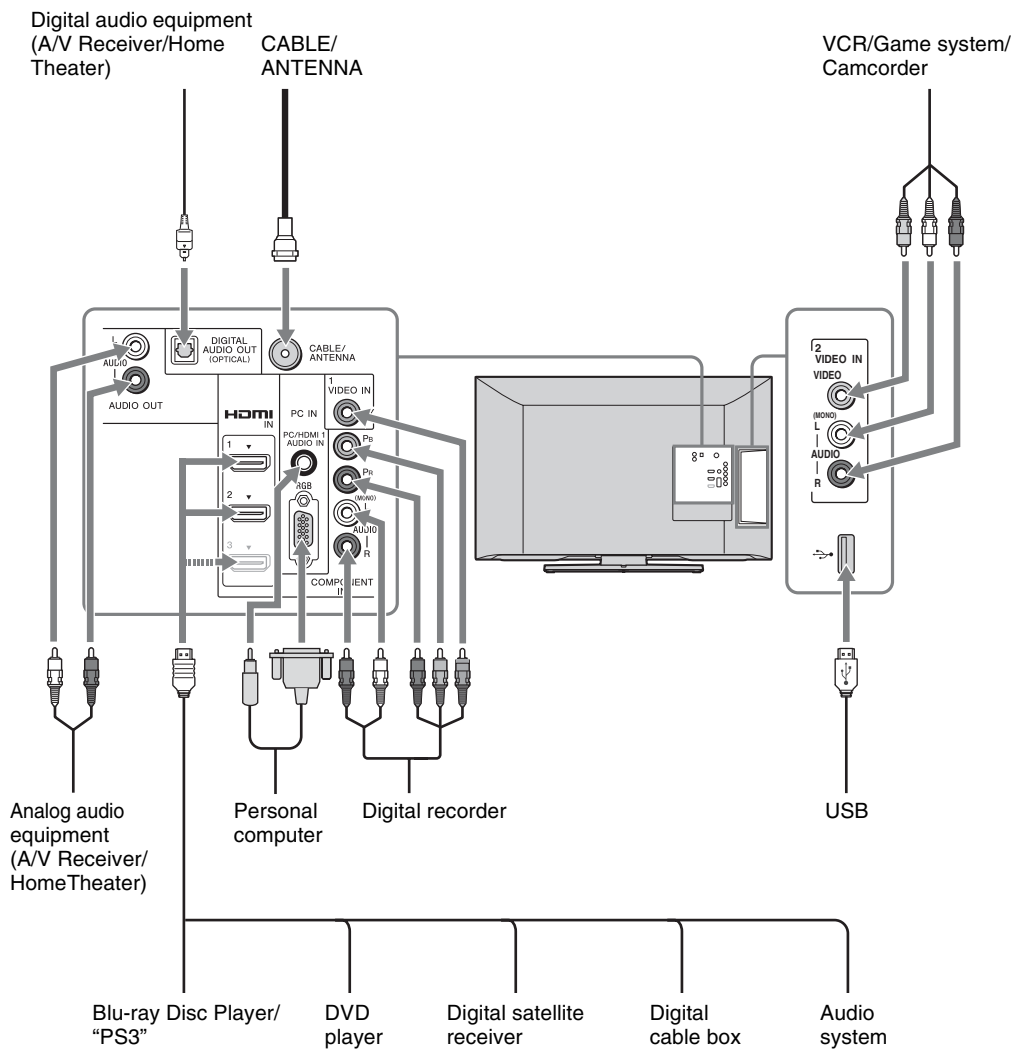 Digital audio equipment
(A/V Receiver/Home
Theater)
CABLE/
ANTENNA
VCR/Game system/
Camcorder
L
AUDIO
AUDIO OUT
DIGITAL
AUDIO OUT
(OPTICAL)
CABLE/
ANTENNA
HDMI
IN
1
2
3
PC IN
PC/HDMI 1
AUDIO IN
RGB
1
VIDEO IN
PB
PR
(MONO)
L
AUDIO
R
COMPONENT
IN
2
VIDEO IN
VIDEO
(MONO)
L
AUDIO
R
Analog audio
equipment
(A/V Receiver/
HomeTheater)
Personal
computer
Digital recorder
USB
Blu-ray Disc Player/
“PS3”
DVD
player
Digital satellite
receiver
Digital
cable box
Audio
system